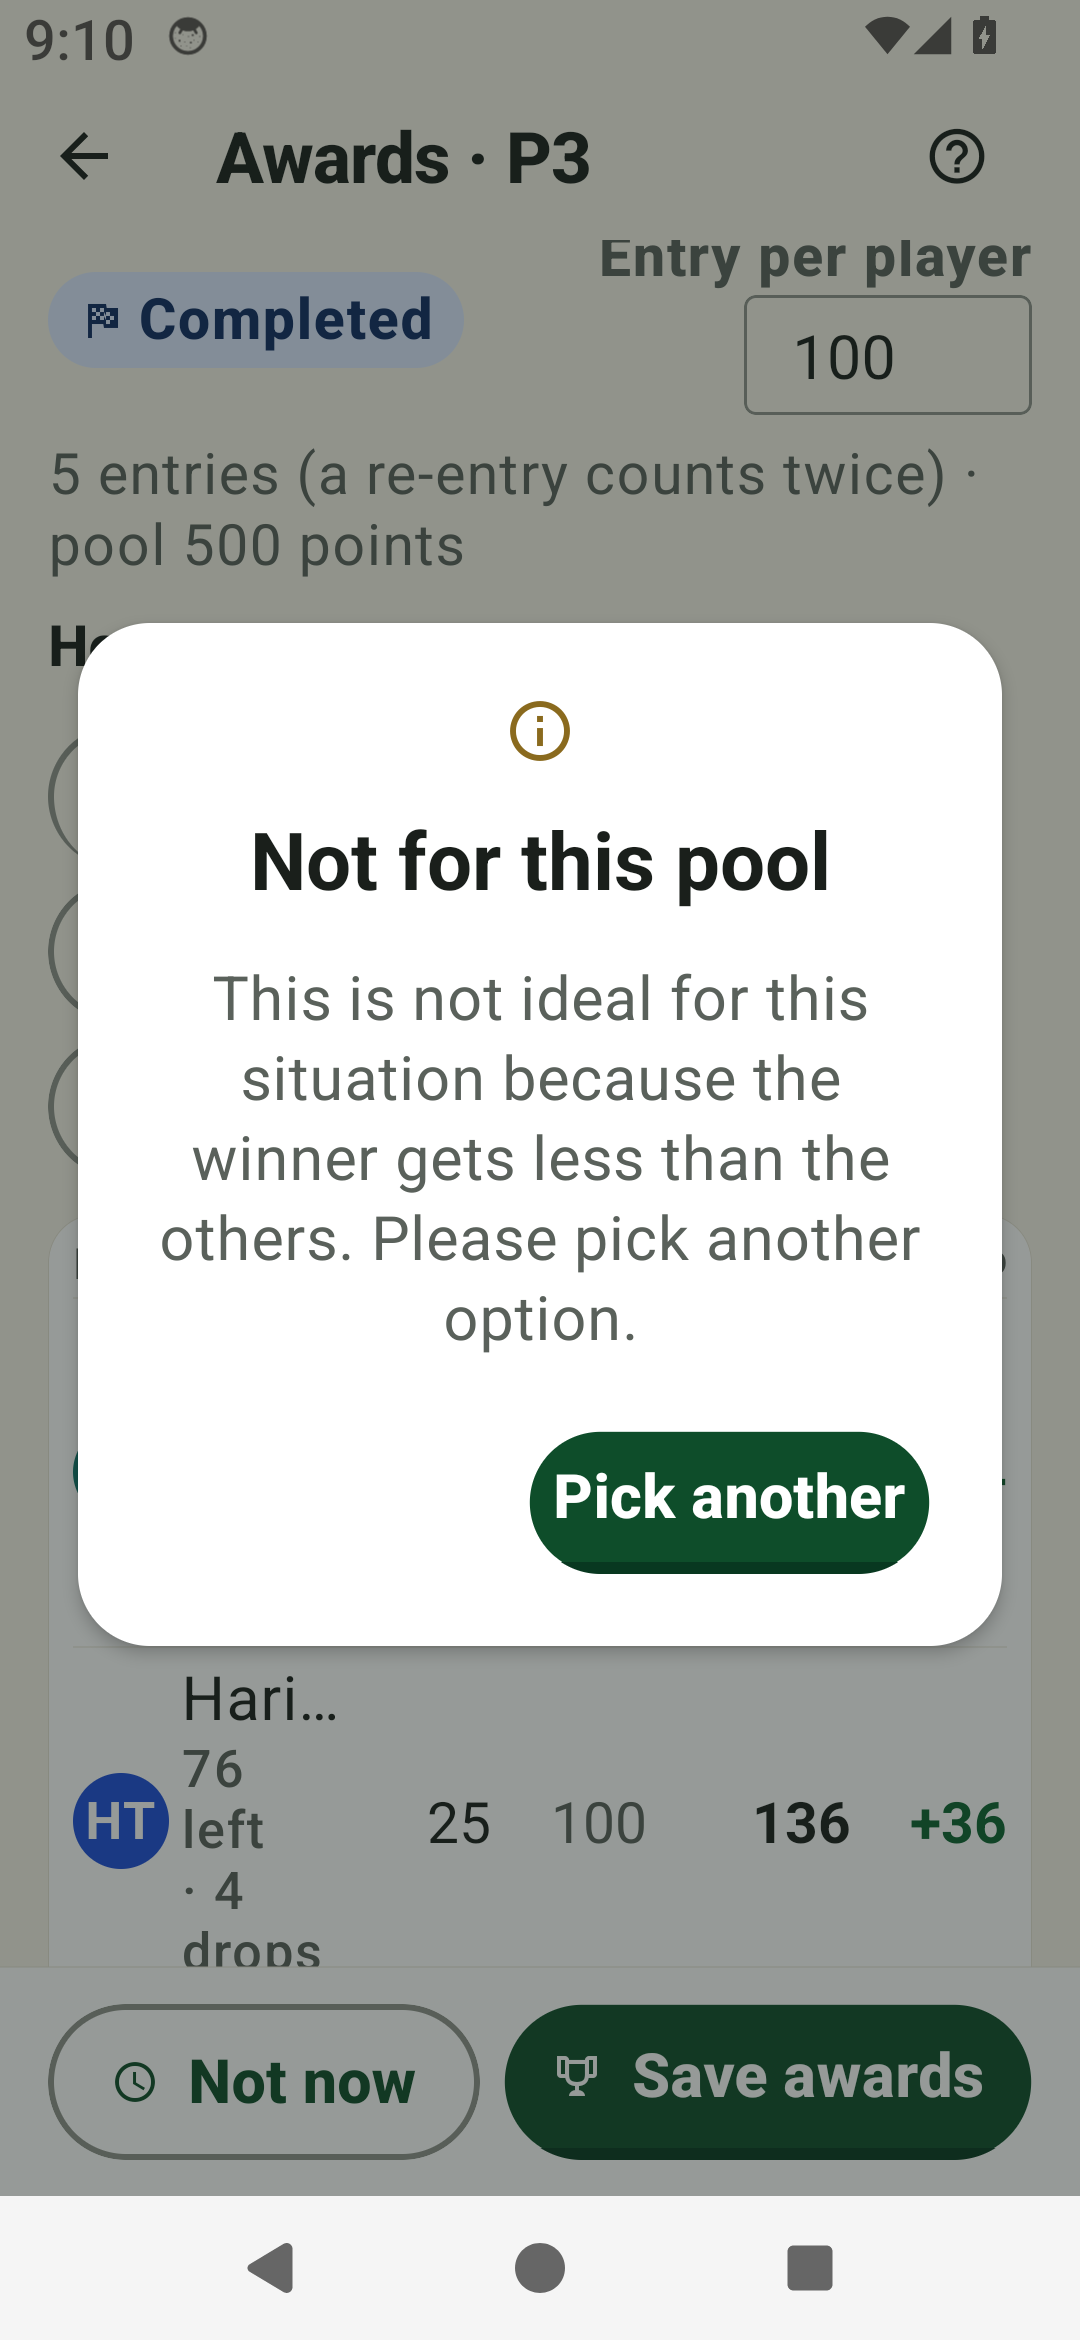 9:10
Awards · P3
Entry per player
Completed
100
5 entries (a re-entry counts twice) ·
pool 500 points
Not for this pool
This is not ideal for this
situation because the
winner gets less than the
others. Please pick another
option.
Pick another
Hari…
76
left
· 4
drops
HT
25
100
136
+36
Not now
Save awards